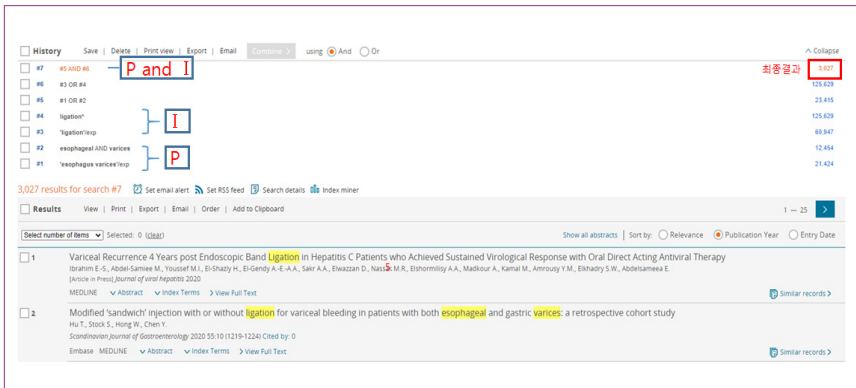 History Save | Delete | Print view | Export | Email Combine > using And Or Collapse
#7 #5 AND #6 P and I 최종결과 3,027
#6 #3 OR #4 125,629
#5 #1 OR #2 23,415
#4 ligation* 125,629
I
#3 'ligation'/exp 69,947
#2 esophageal AND varices 12,454
P
#1 'esophagus varices'/exp 21,424
3,027 results for search #7 Set email alert Set RSS feed Search details Index miner
Results View | Print | Export | Email | Order | Add to Clipboard 1 — 25 >
Select number of items Selected: 0 (clear) Show all abstracts | Sort by: Relevance Publication Year Entry Date
1 Variceal Recurrence 4 Years post Endoscopic Band Ligation in Hepatitis C Patients who Achieved Sustained Virological Response with Oral Direct Acting Antiviral Therapy
Ibrahim E.-S., Abdel-Samiee M., Youssef M.I., El-Shazly H., El-Gendy A.-E.-A.A., Sakr A.A., Elwazzan D., Nassar M.R., Elshormilisy A.A., Madkour A., Kamal M., Amrousy Y.M., Elkhadry S.W., Abdelsameea E.
5
[Article in Press] Journal of viral hepatitis 2020
MEDLINE Abstract Index Terms > View Full Text Similar records >
2 Modified 'sandwich' injection with or without ligation for variceal bleeding in patients with both esophageal and gastric varices: a retrospective cohort study
Hu T., Stock S., Hong W., Chen Y.
Scandinavian Journal of Gastroenterology 2020 55:10 (1219-1224) Cited by: 0
Embase MEDLINE Abstract Index Terms > View Full Text Similar records >